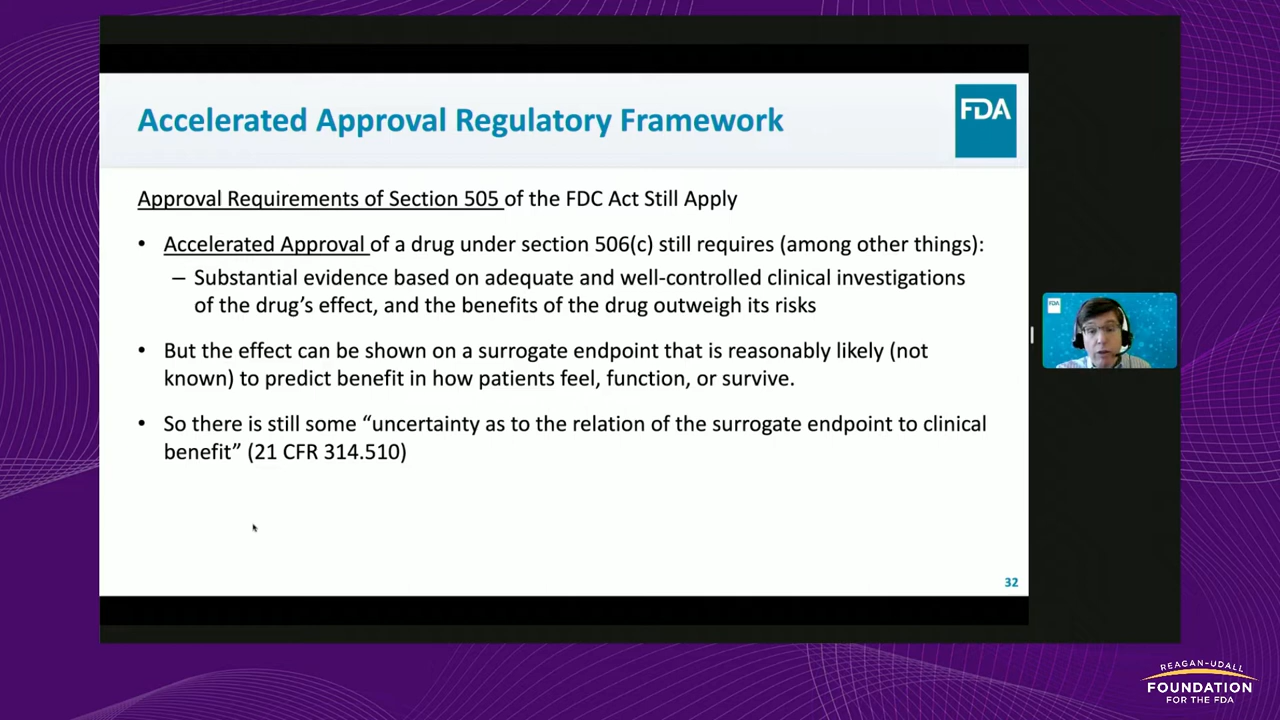 Accelerated Approval Regulatory Framework
FDA
Approval Requirements of Section 505 of the FDC Act Still Apply
• Accelerated Approval of a drug under section 506(c) still requires (among other things):
– Substantial evidence based on adequate and well-controlled clinical investigations
of the drug’s effect, and the benefits of the drug outweigh its risks
• But the effect can be shown on a surrogate endpoint that is reasonably likely (not
known) to predict benefit in how patients feel, function, or survive.
• So there is still some “uncertainty as to the relation of the surrogate endpoint to clinical
benefit” (21 CFR 314.510)
32
FDA
REAGAN-UDALL
FOUNDATION
FOR THE FDA